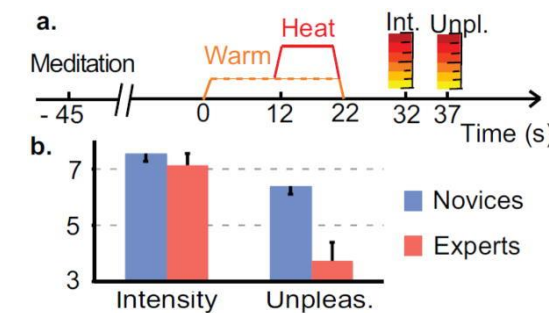 a.
Int. Unpl.
Heat
Warm
Meditation
- 45 0 12 22 32 37
Time (s)
b.
7
5
3
Novices
Experts
Intensity Unpleas.